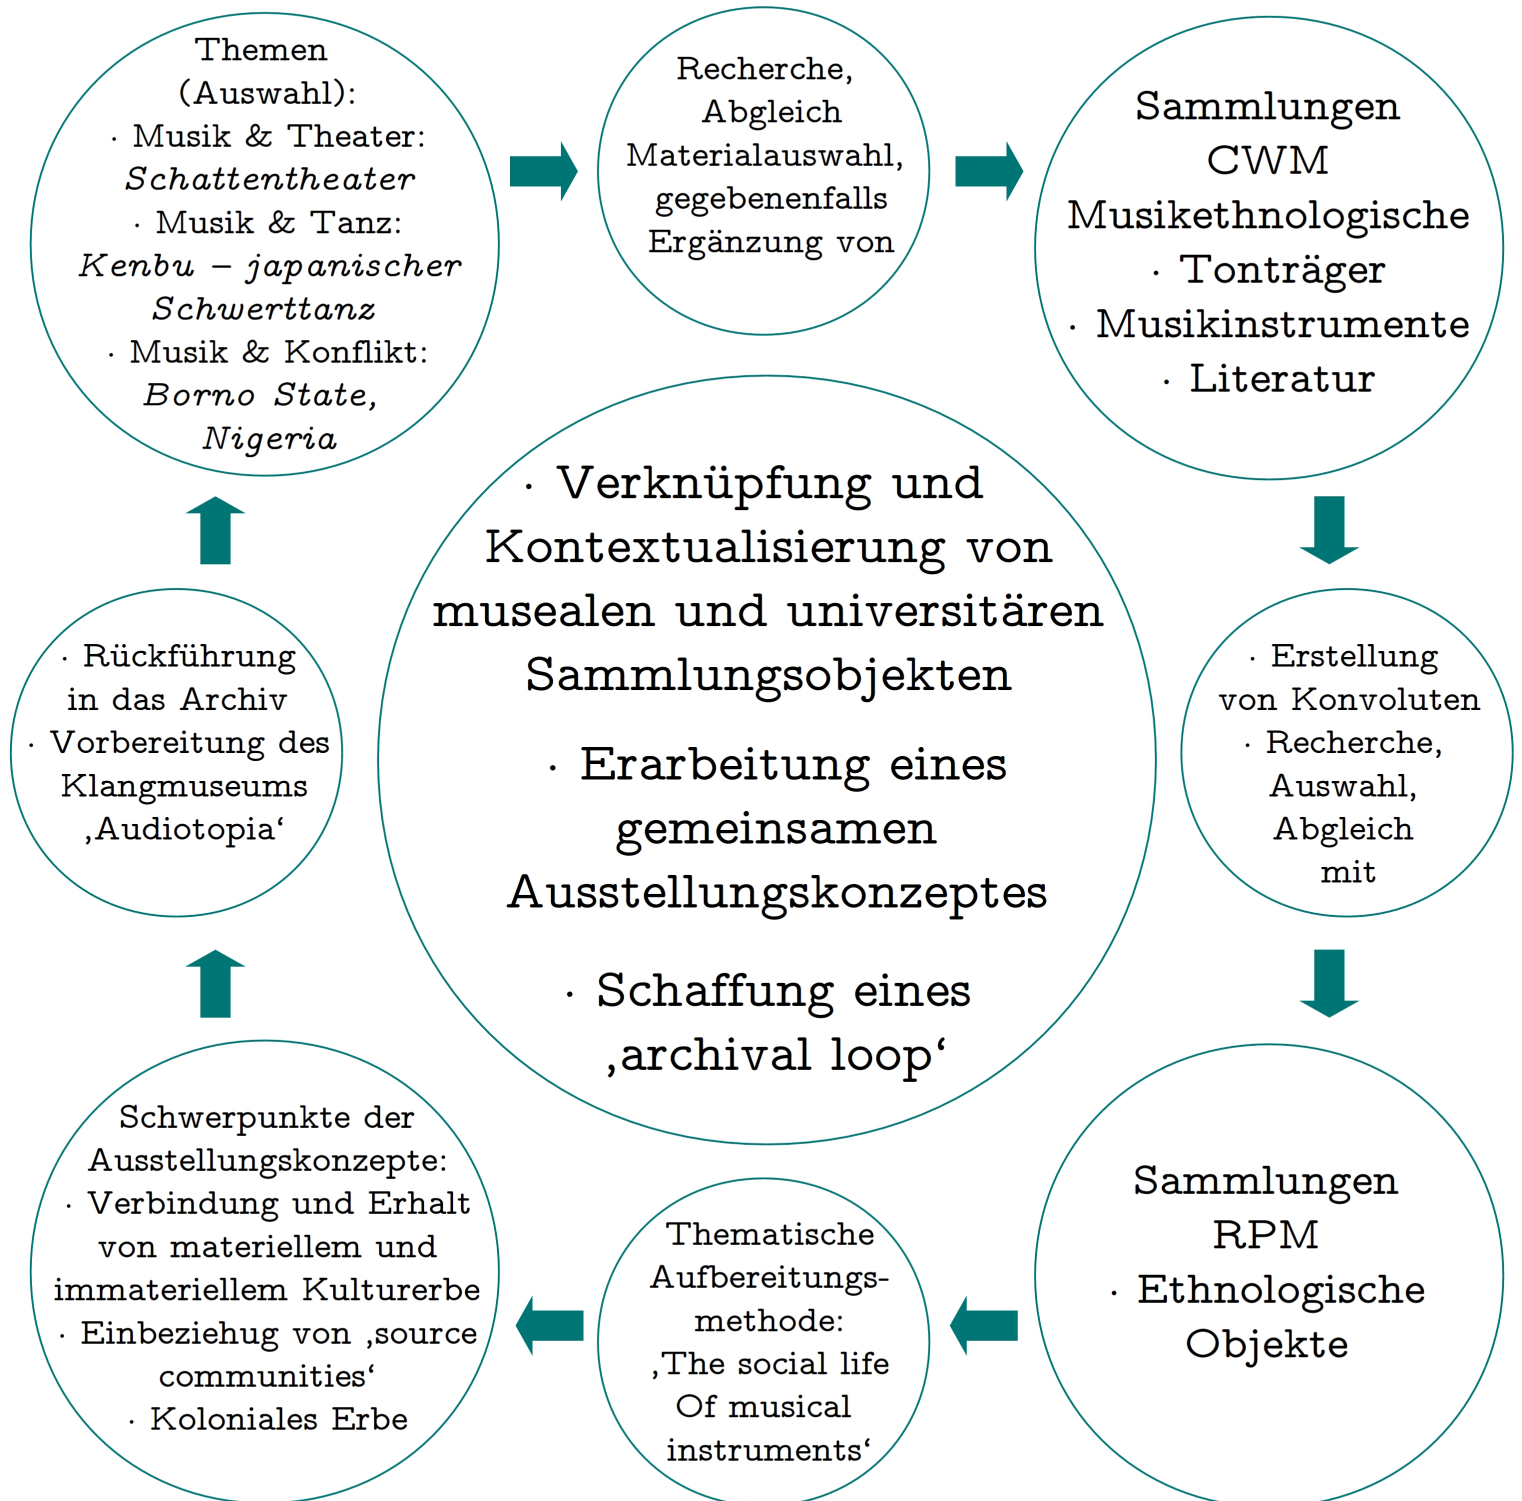 Themen
(Auswahl):
· Musik & Theater:
Schattentheater
· Musik & Tanz:
Kenbu – japanischer
Schwerttanz
· Musik & Konflikt:
Borno State,
Nigeria
Recherche,
Abgleich
Materialauswahl,
gegebenenfalls
Ergänzung von
Sammlungen
CWM
Musikethnologische
· Tonträger
· Musikinstrumente
· Literatur
· Erstellung
von Konvoluten
· Recherche,
Auswahl,
Abgleich
mit
Sammlungen
RPM
· Ethnologische
Objekte
Thematische
Aufbereitungs-
methode:
‚The social life
Of musical
instruments‘
Schwerpunkte der
Ausstellungskonzepte:
· Verbindung und Erhalt
von materiellem und
immateriellem Kulturerbe
· Einbeziehug von ‚source
communities‘
· Koloniales Erbe
· Rückführung
in das Archiv
· Vorbereitung des
Klangmuseums
‚Audiotopia‘
· Verknüpfung und
Kontextualisierung von
musealen und universitären
Sammlungsobjekten
· Erarbeitung eines
gemeinsamen
Ausstellungskonzeptes
· Schaffung eines
‚archival loop‘